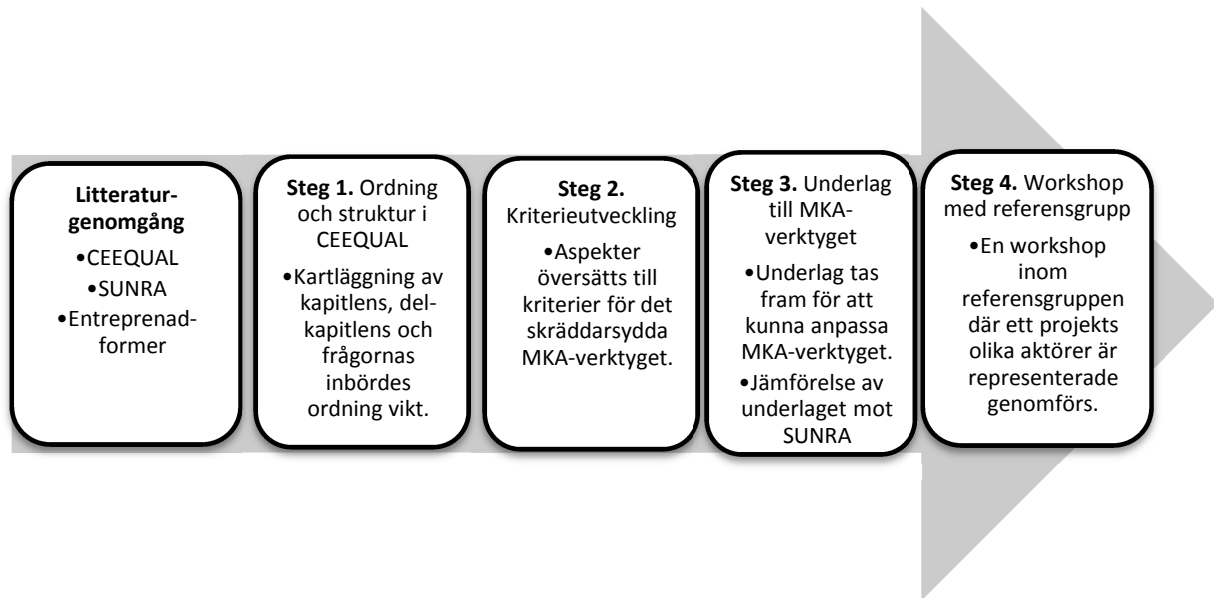 Litteratur-
genomgång
•CEEQUAL
•SUNRA
•Entreprenad-
former
Steg 1. Ordning
och struktur i
CEEQUAL
•Kartläggning av
kapitlens, del-
kapitlens och
frågornas
inbördes
ordning vikt.
Steg 2.
Kriterieutveckling
•Aspekter
översätts till
kriterier för det
skräddarsydda
MKA-verktyget.
Steg 3. Underlag
till MKA-
verktyget
•Underlag tas
fram för att
kunna anpassa
MKA-verktyget.
•Jämförelse av
underlaget mot
SUNRA
Steg 4. Workshop
med referensgrupp
•En workshop
inom
referensgruppen
där ett projekts
olika aktörer är
representerade
genomförs.